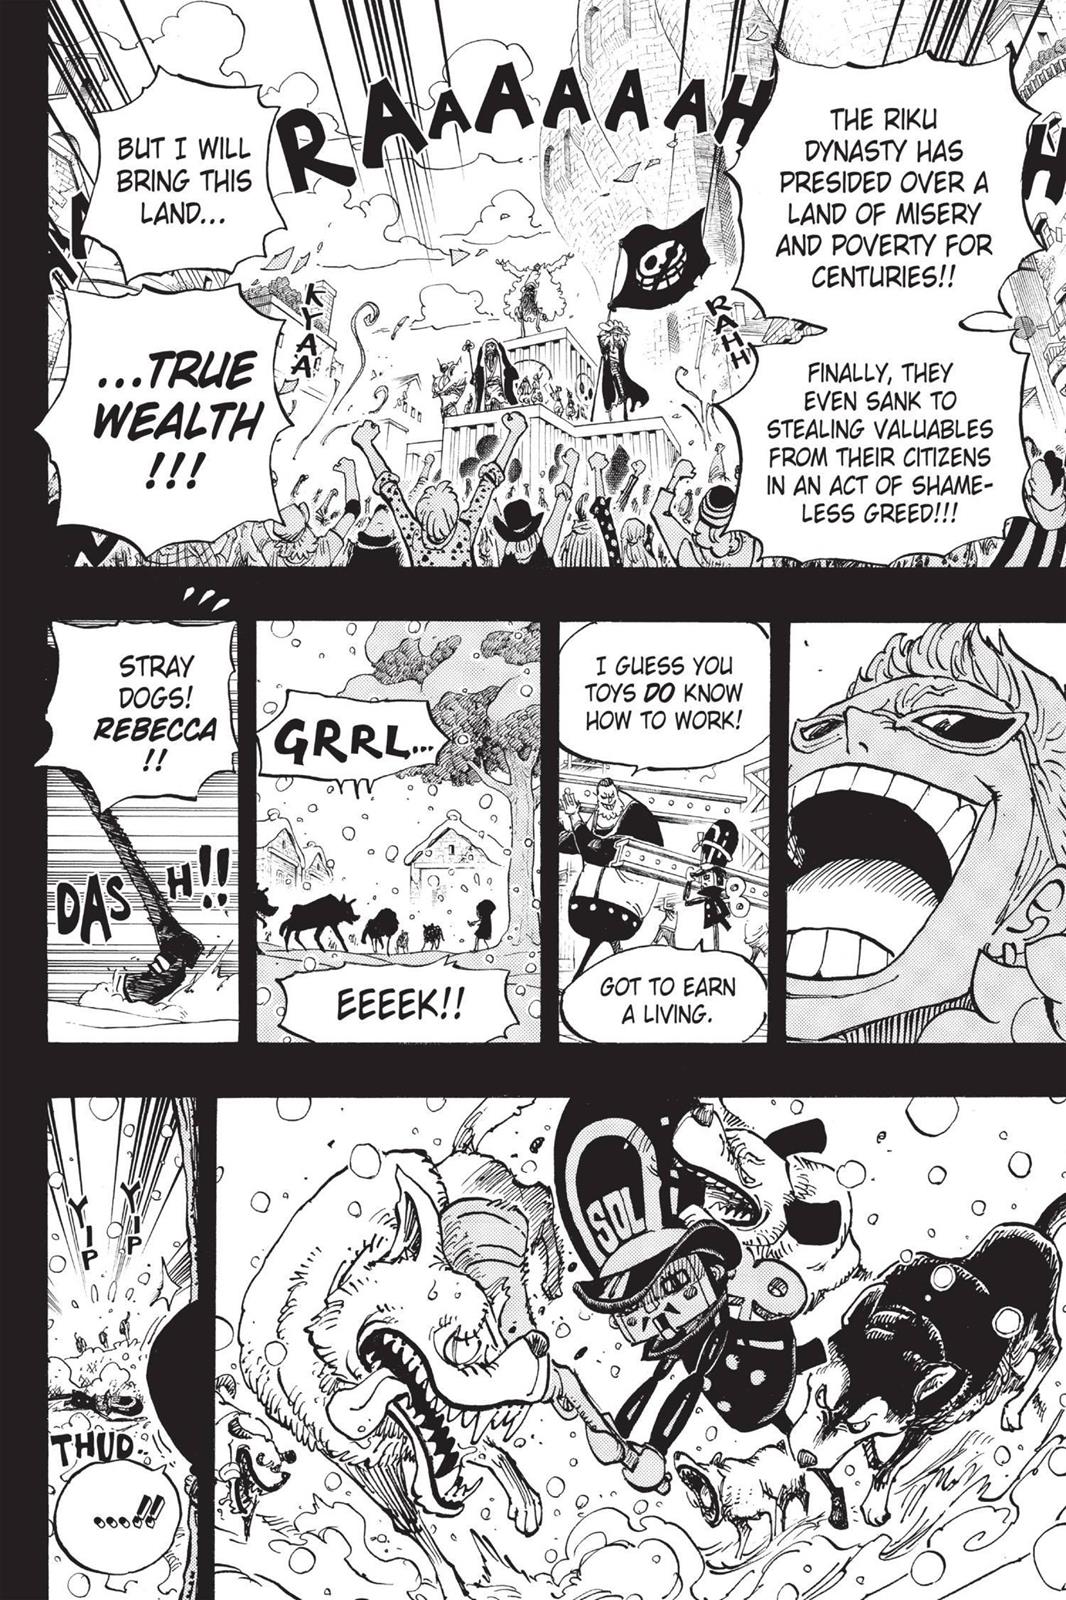 THE RIKU
DYNASTY HAS
PRESIDED OVER A
LAND OF MISERY
AND POVERTY FOR
CENTURIES!!
FINALLY, THEY
EVEN SANK TO
STEALING VALUABLES
FROM THEIR CITIZENS
IN AN ACT OF SHAME-
LESS GREED!!!
RAAAAAAAH
RAHH
KYAA
BUT I WILL
BRING THIS
LAND...
...TRUE
WEALTH
!!!
I GUESS YOU
TOYS DO KNOW
HOW TO WORK!
GOT TO EARN
A LIVING.
GRRL...
EEEEK!!
STRAY
DOGS!
REBECCA
!!
DASH!!
SOL
YIP
YIP
THUD..
....!!